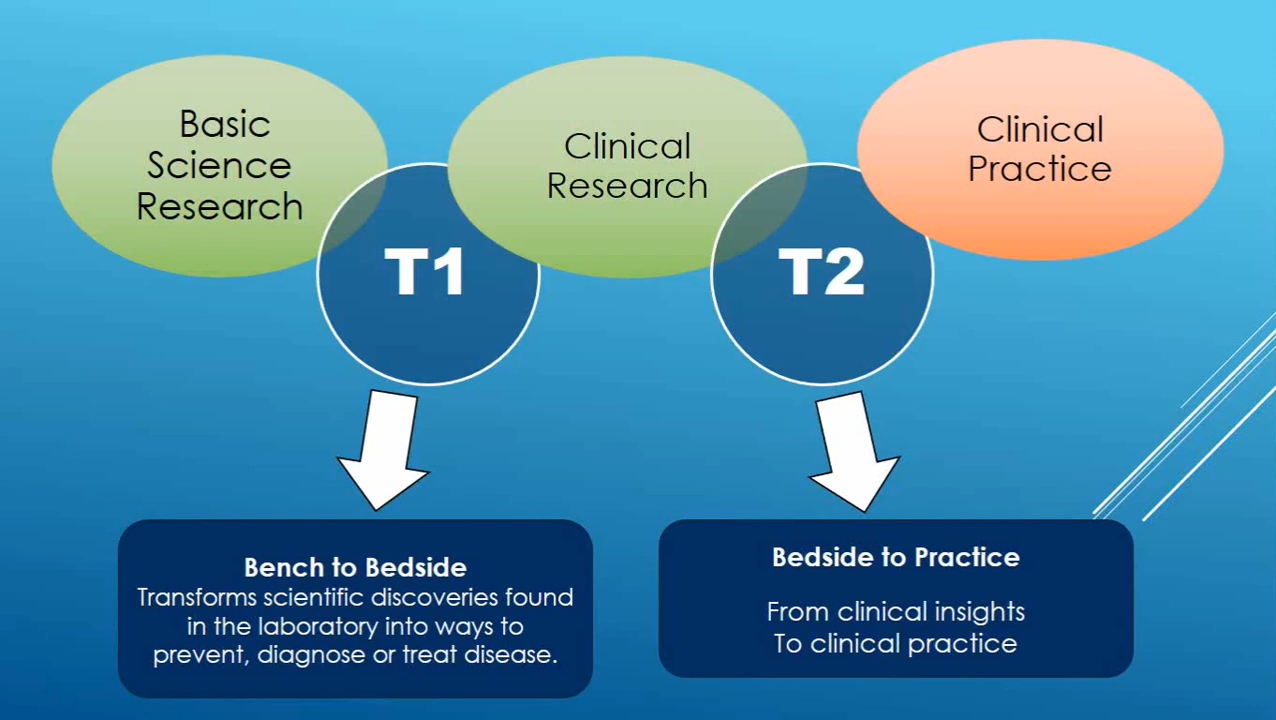 Basic
Science
Research
Clinical
Research
Clinical
Practice
T1
T2
Bench to Bedside
Transforms scientific discoveries found
in the laboratory into ways to
prevent, diagnose or treat disease.
Bedside to Practice
From clinical insights
To clinical practice